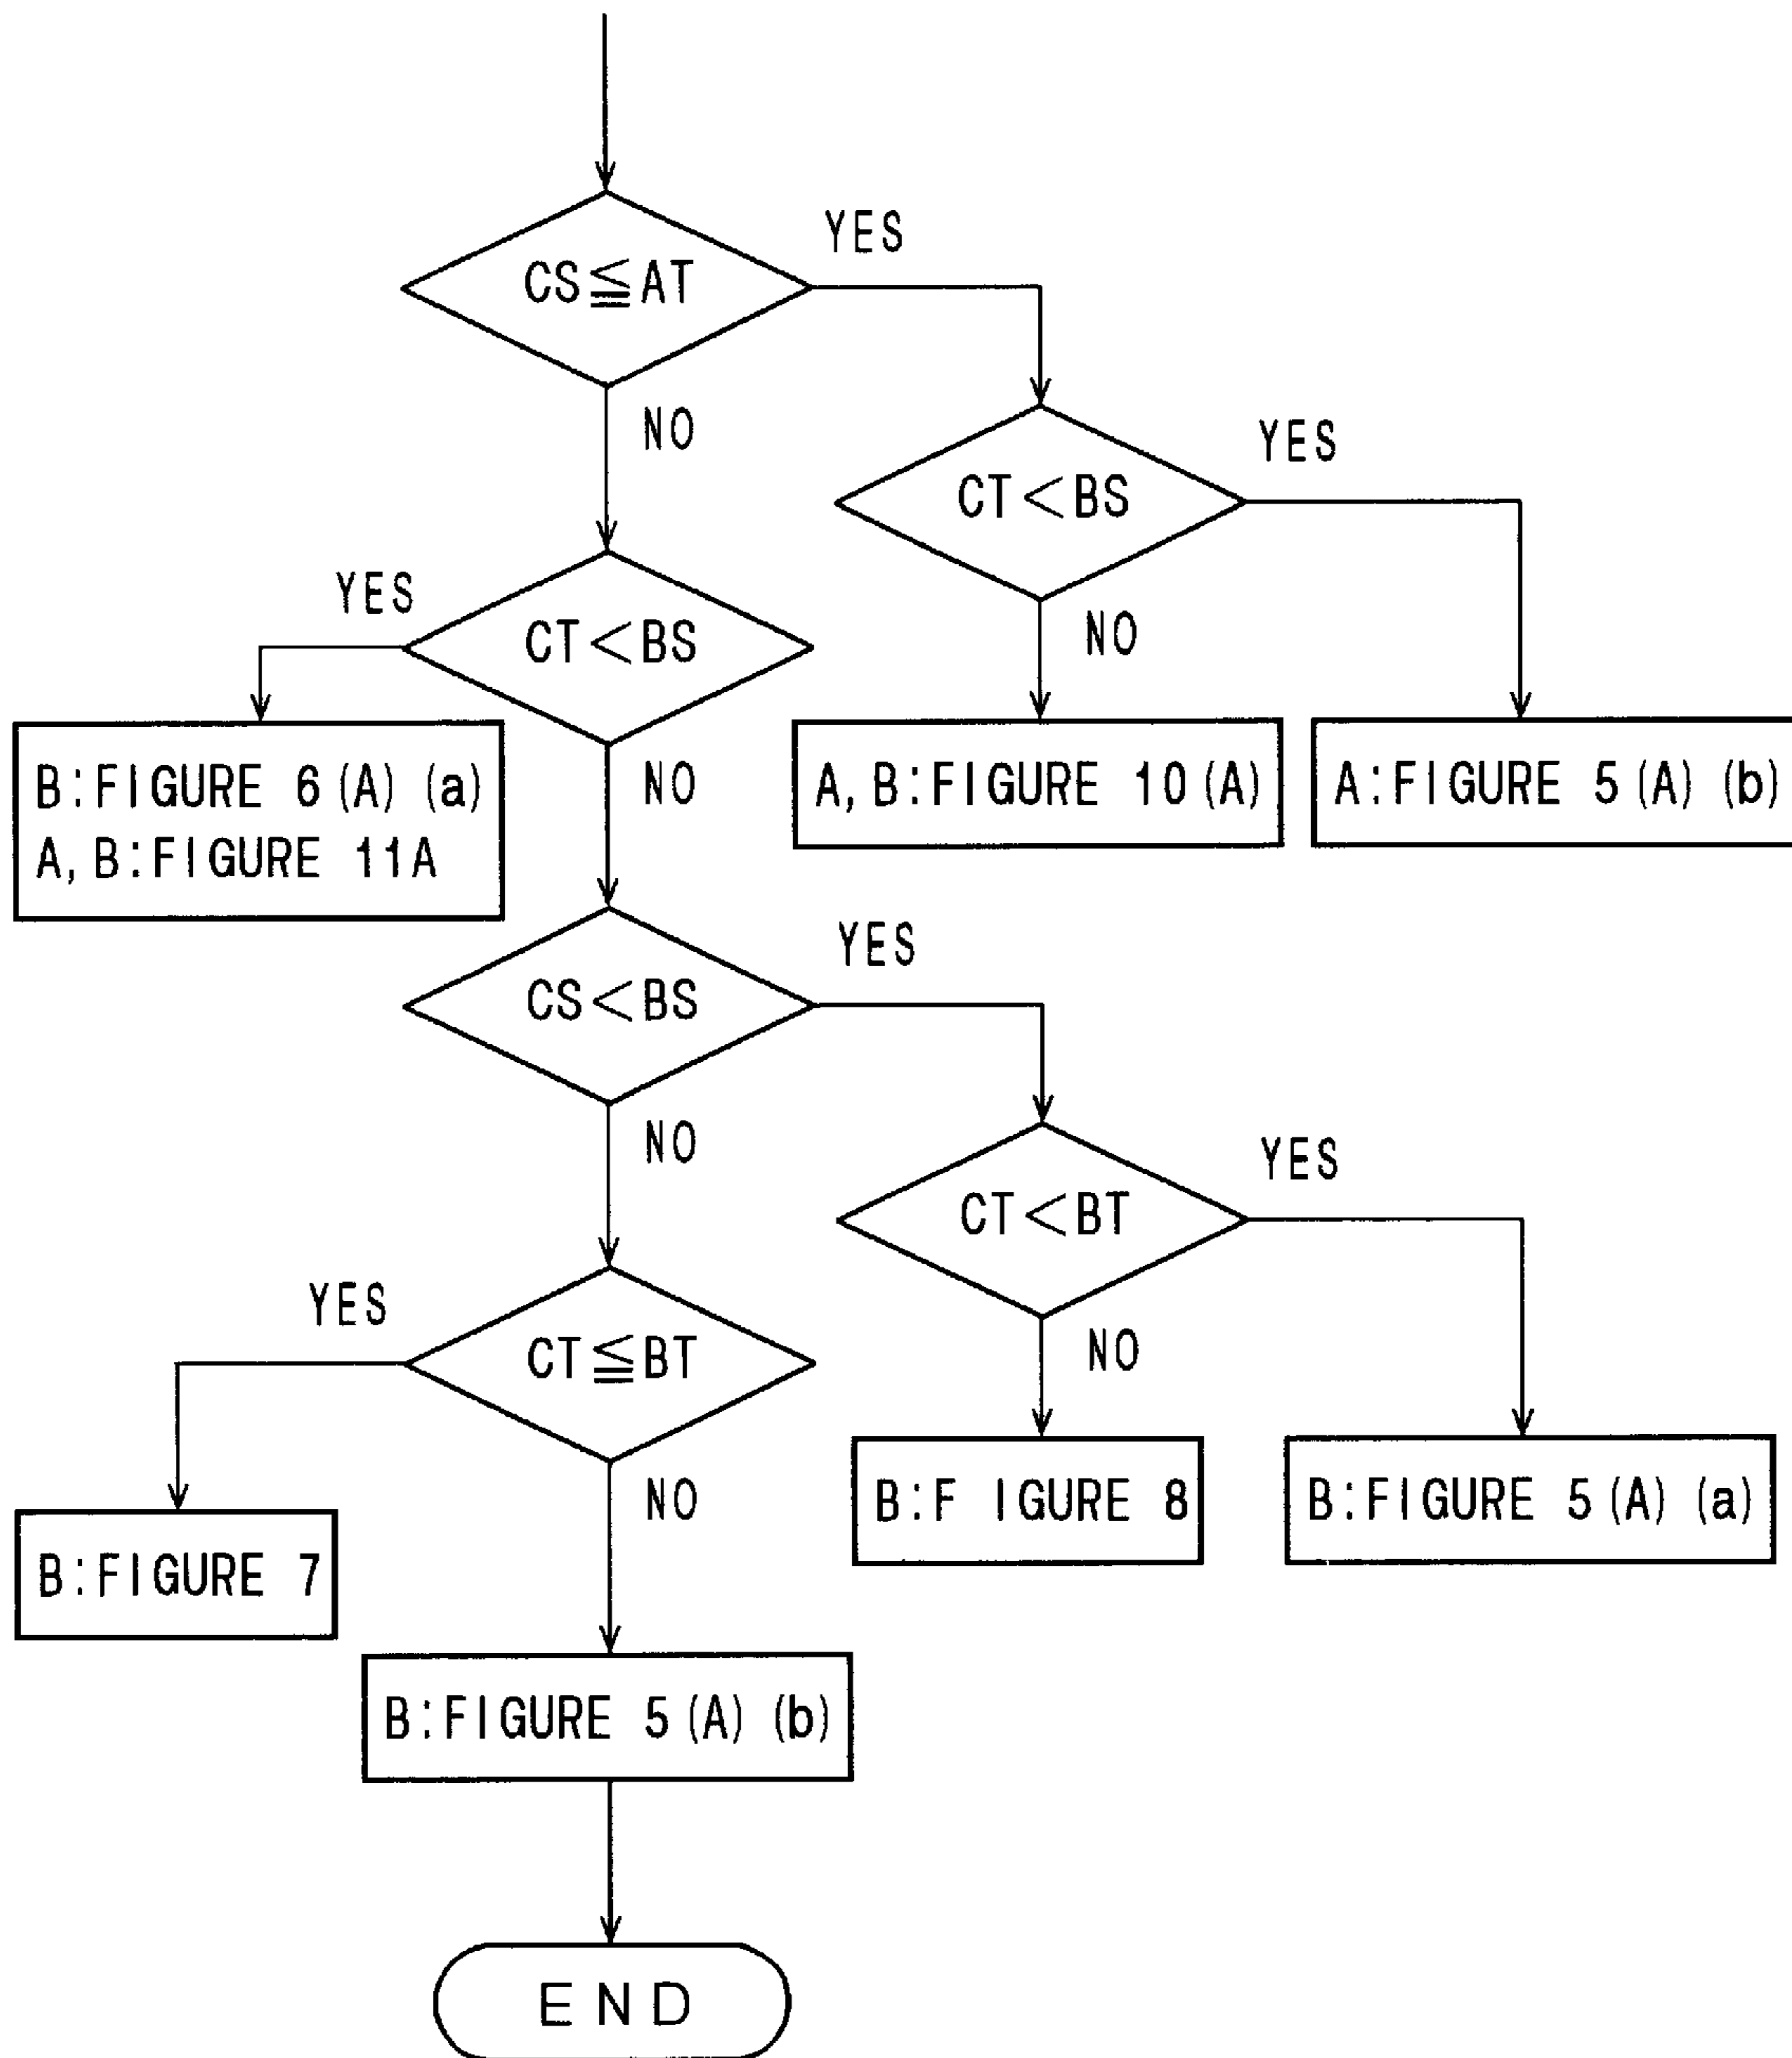 YES
CS≦AT
NO
YES
CT<BS
YES
CT<BS
NO
NO
B:FIGURE 6(A) (a)
A,B:FIGURE 11A
A,B:FIGURE 10(A)
A:FIGURE 5(A) (b)
YES
CS<BS
NO
YES
CT<BT
YES
CT≦BT
NO
NO
B:F IGURE 8
B:FIGURE 5(A) (a)
B:FIGURE 7
B:FIGURE 5(A) (b)
END